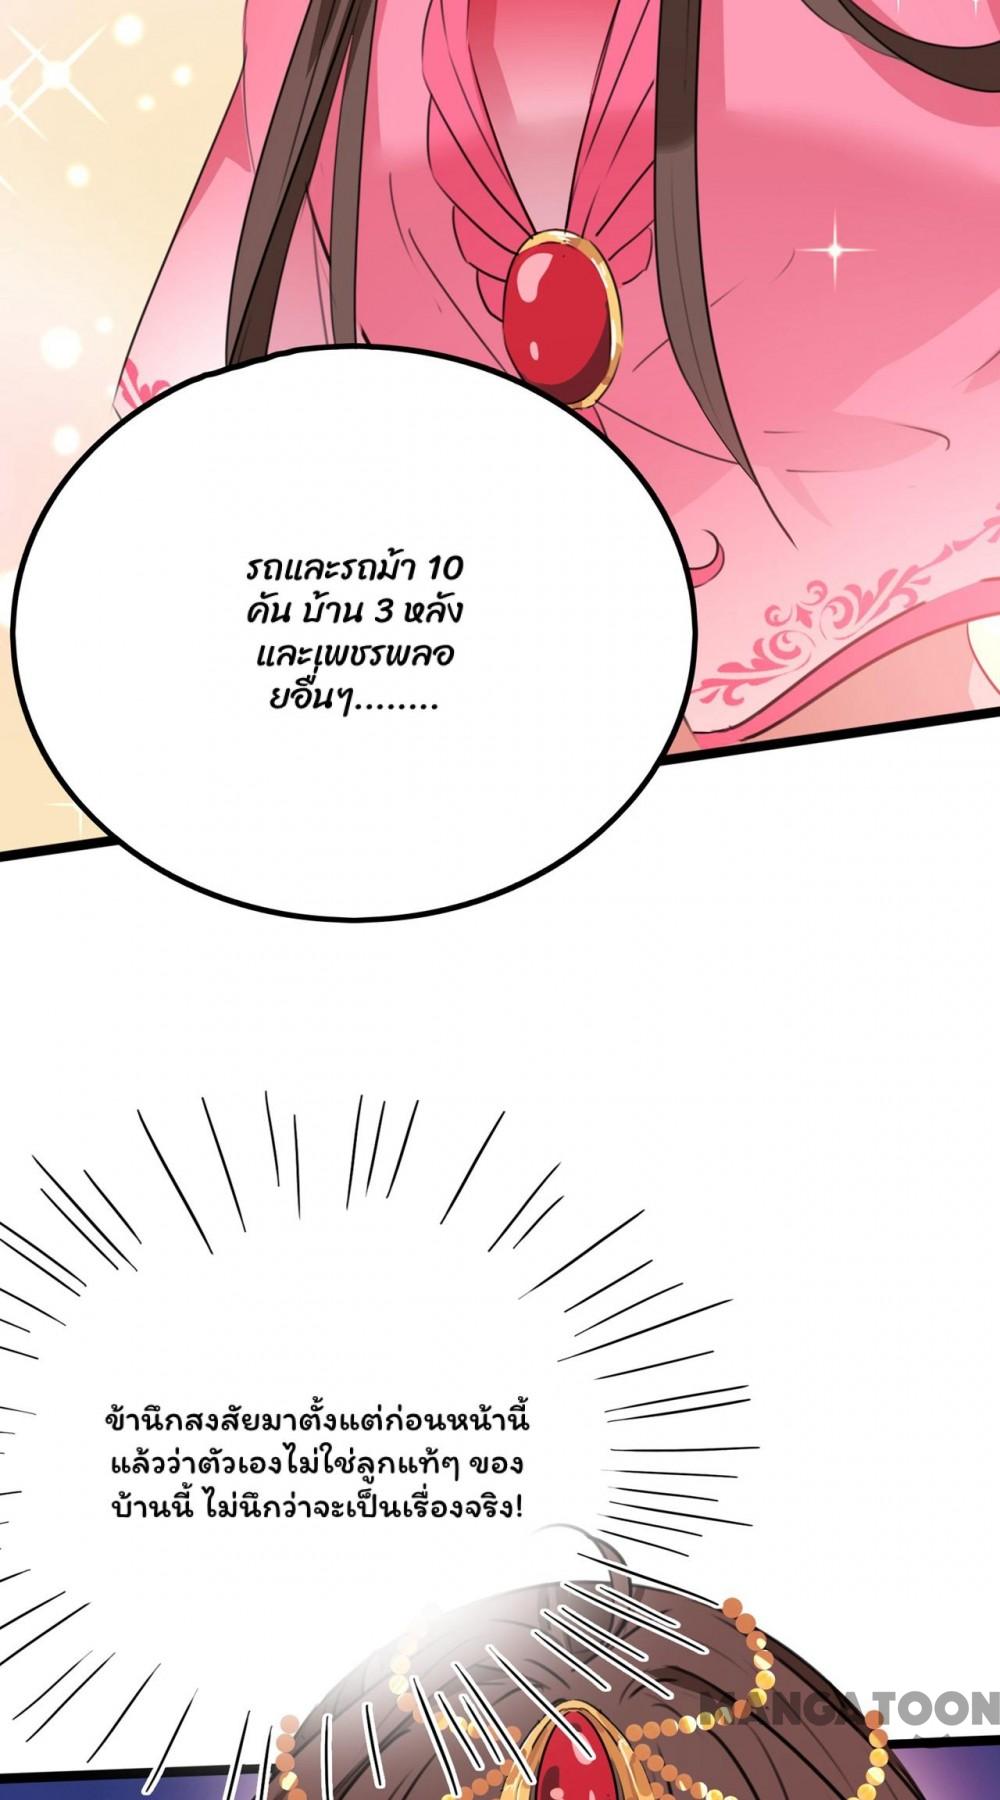 รถและรถม้า 10
คัน บ้าน 3 หลัง
และเพชรพลอ
ยอื่นๆ........
ข้านึกสงสัยมาตั้งแต่ก่อนหน้านี้
แล้วว่าตัวเองไม่ใช่ลูกแท้ๆ ของ
บ้านนี้ ไม่นึกว่าจะเป็นเรื่องจริง!
MANGATOON